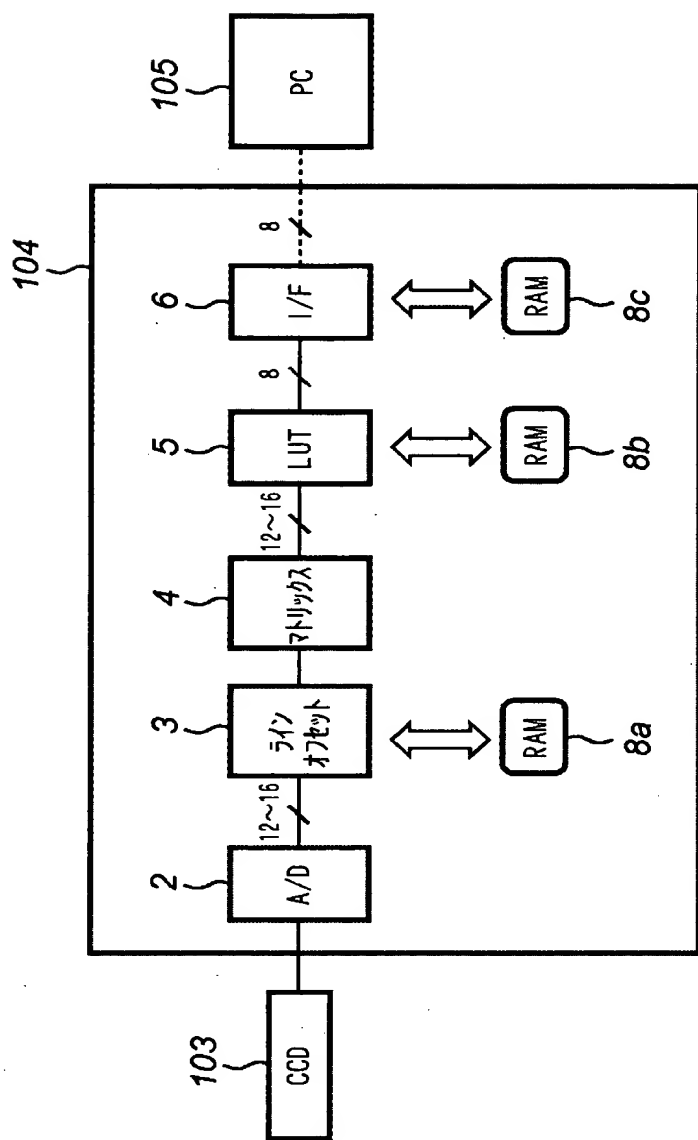 104
103
2
3
4
5
6
105
CCD
A/D
12～16
ライン
オフセット
マトリックス
12～16
LUT
8
I/F
8
PC
RAM
RAM
RAM
8a
8b
8c